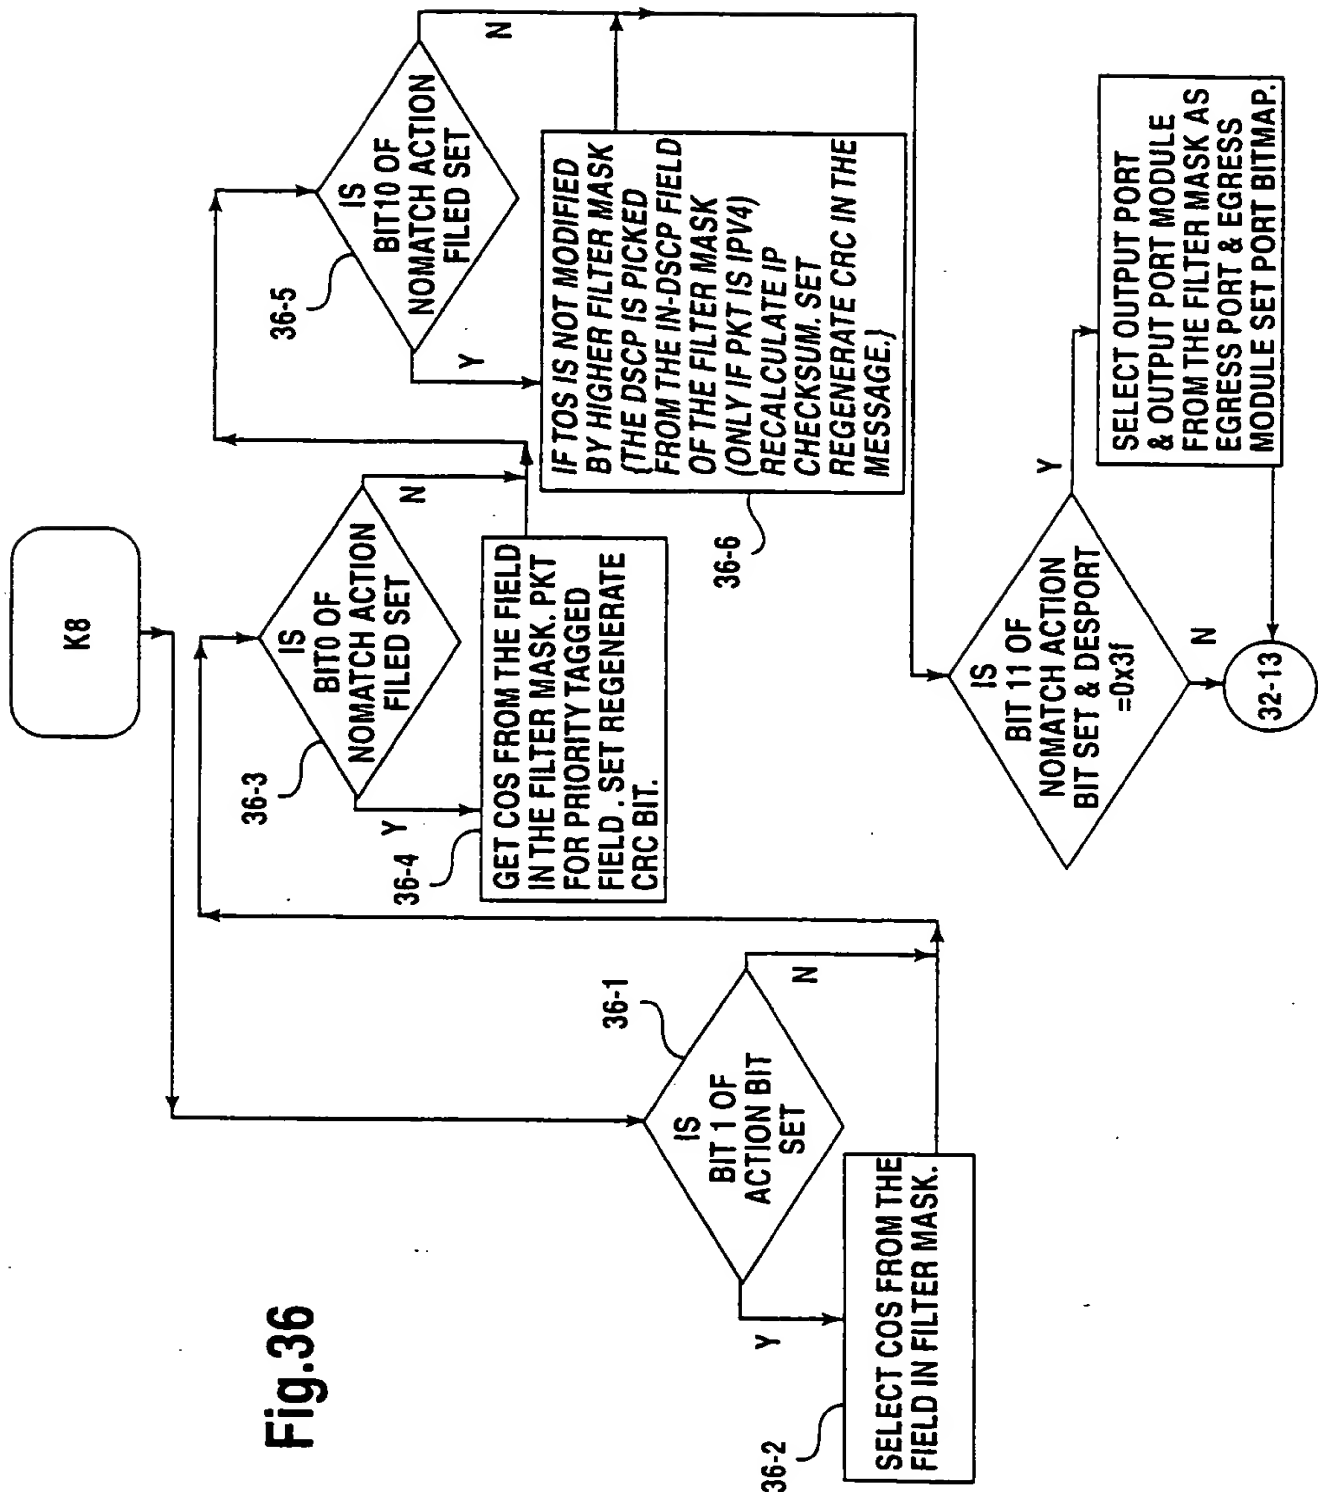 Fig.36
K8
36-1
IS
BIT 1 OF
ACTION BIT
SET
Y
N
36-2
SELECT COS FROM THE
FIELD IN FILTER MASK.
36-3
IS
BIT0 OF
NOMATCH ACTION
FILED SET
Y
N
36-4
GET COS FROM THE FIELD
IN THE FILTER MASK. PKT
FOR PRIORITY TAGGED
FIELD . SET REGENERATE
CRC BIT.
36-5
IS
BIT10 OF
NOMATCH ACTION
FILED SET
Y
N
36-6
IF TOS IS NOT MODIFIED
BY HIGHER FILTER MASK
{THE DSCP IS PICKED
FROM THE IN-DSCP FIELD
OF THE FILTER MASK
(ONLY IF PKT IS IPV4)
RECALCULATE IP
CHECKSUM. SET
REGENERATE CRC IN THE
MESSAGE.}
IS
BIT 11 OF
NOMATCH ACTION
BIT SET & DESPORT
=0x3f
Y
N
SELECT OUTPUT PORT
& OUTPUT PORT MODULE
FROM THE FILTER MASK AS
EGRESS PORT & EGRESS
MODULE SET PORT BITMAP.
32-13